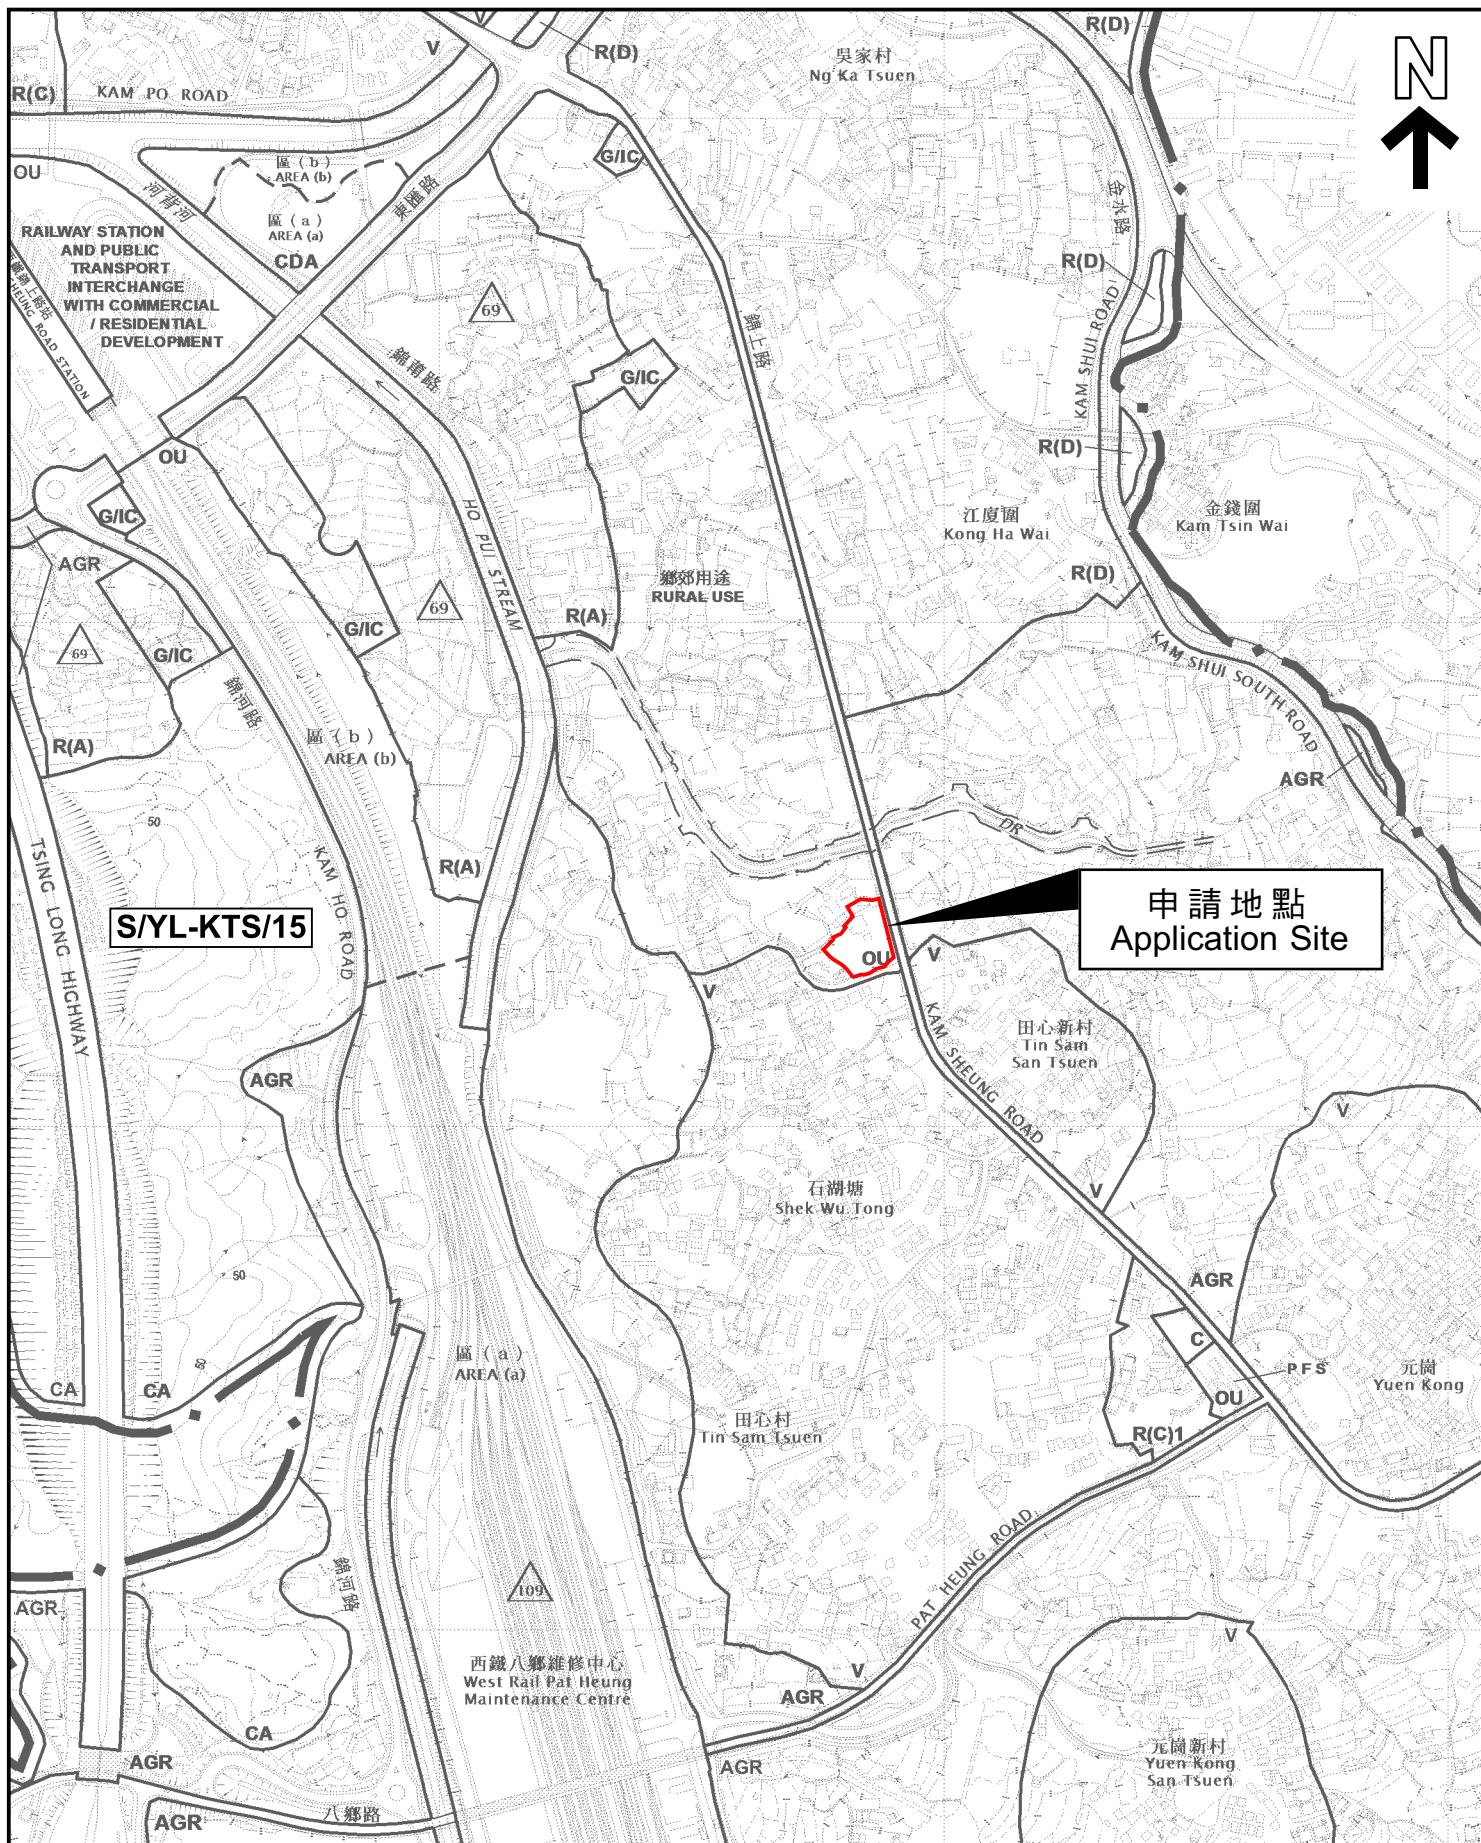 N
R(D)
V
R(D)
吳家村
Ng Ka Tsuen
R(C)
KAM PO ROAD
G/IC
區 (b)
AREA (b)
OU
河背河
東匯路
金水路
區 (a)
AREA (a)
CDA
RAILWAY STATION
AND PUBLIC
TRANSPORT
INTERCHANGE
WITH COMMERCIAL
/ RESIDENTIAL
DEVELOPMENT
R(D)
69
錦上路
KAM SHUI ROAD
錦莆路
G/IC
R(D)
OU
G/IC
HO PUI STREAM
江廈圍
Kong Ha Wai
金錢圍
Kam Tsin Wai
AGR
鄉郊用途
RURAL USE
R(D)
69
R(A)
G/IC
69
G/IC
KAM SHUI SOUTH ROAD
錦河路
R(A)
區 (b)
AREA (b)
AGR
50
DR
TSING LONG HIGHWAY
KAM HO ROAD
R(A)
S/YL-KTS/15
申請地點
Application Site
OU
V
V
田心新村
Tin Sam
San Tsuen
KAM SHEUNG ROAD
AGR
V
石湖塘
Shek Wu Tong
V
50
AGR
C
PFS
元崗
Yuen Kong
區 (a)
AREA (a)
50
CA
CA
OU
田心村
Tin Sam Tsuen
R(C)1
PAT HEUNG ROAD
錦河路
109
AGR
V
西鐵八鄉維修中心
West Rail Pat Heung
Maintenance Centre
V
AGR
CA
元崗新村
Yuen Kong
San Tsuen
AGR
AGR
八鄉路
AGR